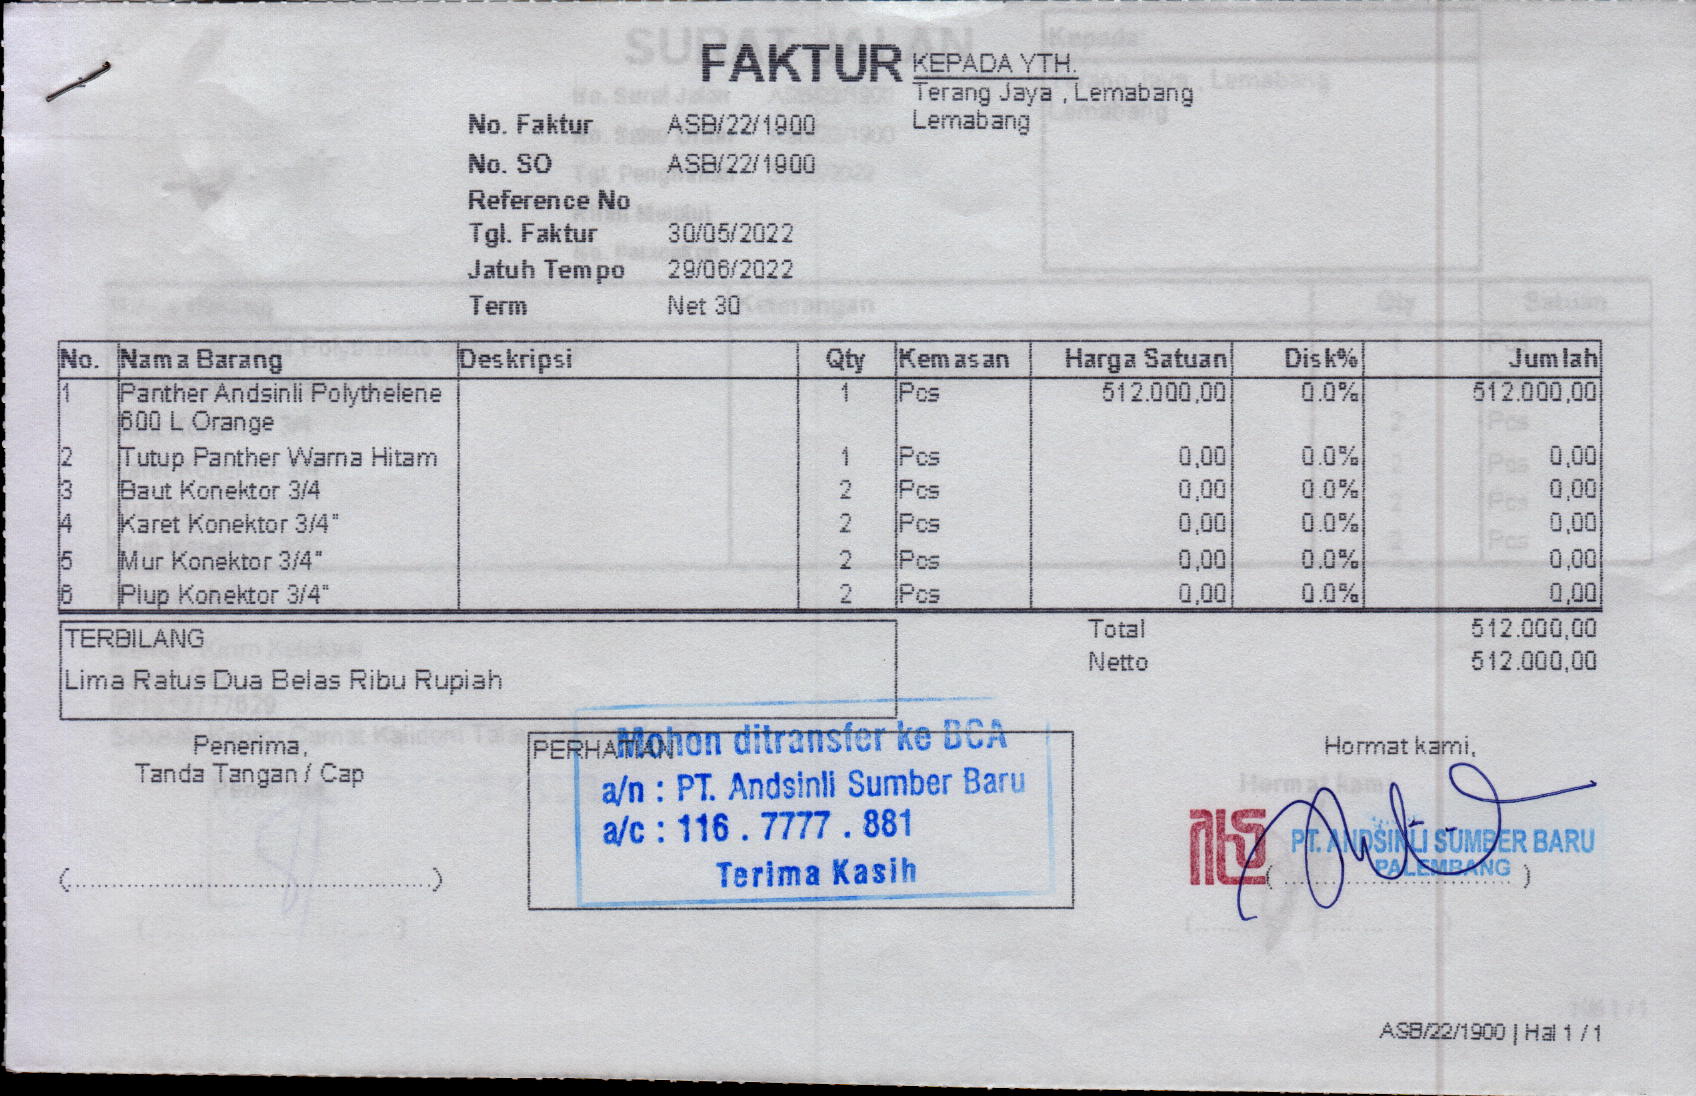 FAKTUR
KEPADA YTH.
Terang Jaya , Lemabang
Lemabang
No. Faktur ASB/22/1900
No. SO ASB/22/1900
Reference No
Tgl. Faktur 30/05/2022
Jatuh Tempo 29/06/2022
Term Net 30
No. Nama Barang Deskripsi Qty Kemasan Harga Satuan Disk% Jumlah
1 Panther Andsinli Polythelene 1 Pcs 512.000,00 0.0% 512.000,00
600 L Orange
2 Tutup Panther Warna Hitam 1 Pcs 0,00 0.0% 0,00
3 Baut Konektor 3/4 2 Pcs 0,00 0.0% 0,00
4 Karet Konektor 3/4" 2 Pcs 0,00 0.0% 0,00
5 Mur Konektor 3/4" 2 Pcs 0,00 0.0% 0,00
6 Plup Konektor 3/4" 2 Pcs 0,00 0.0% 0,00
TERBILANG
Lima Ratus Dua Belas Ribu Rupiah
Total 512.000,00
Netto 512.000,00
Penerima,
Tanda Tangan / Cap
(..............................................)
PERHATIAN
Mohon ditransfer ke BCA
a/n : PT. Andsinli Sumber Baru
a/c : 116 . 7777 . 881
Terima Kasih
Hormat kami,
PT. ANDSINLI SUMBER BARU
PALEMBANG
(..............................)
ASB/22/1900 | Hal 1 / 1